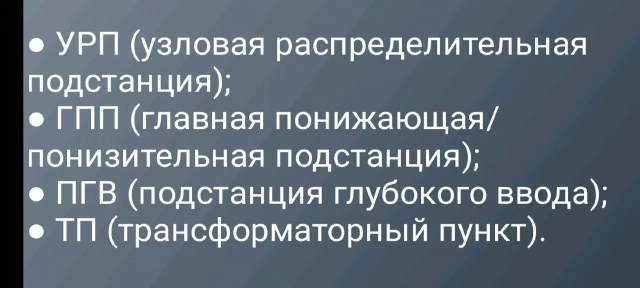 ● УРП (узловая распределительная
подстанция);
● ГПП (главная понижающая/
понизительная подстанция);
● ПГВ (подстанция глубокого ввода);
● ТП (трансформаторный пункт).